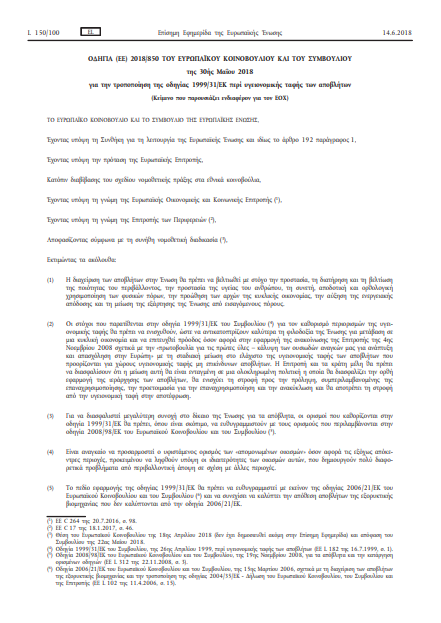 L 150/100
EL
Επίσημη Εφημερίδα της Ευρωπαϊκής Ένωσης
14.6.2018
ΟΔΗΓΙΑ (ΕΕ) 2018/850 ΤΟΥ ΕΥΡΩΠΑΪΚΟΥ ΚΟΙΝΟΒΟΥΛΙΟΥ ΚΑΙ ΤΟΥ ΣΥΜΒΟΥΛΙΟΥ
της 30ής Μαΐου 2018
για την τροποποίηση της οδηγίας 1999/31/ΕΚ περί υγειονομικής ταφής των αποβλήτων
(Κείμενο που παρουσιάζει ενδιαφέρον για τον ΕΟΧ)
ΤΟ ΕΥΡΩΠΑΪΚΟ ΚΟΙΝΟΒΟΥΛΙΟ ΚΑΙ ΤΟ ΣΥΜΒΟΥΛΙΟ ΤΗΣ ΕΥΡΩΠΑΪΚΗΣ ΕΝΩΣΗΣ,
Έχοντας υπόψη τη Συνθήκη για τη λειτουργία της Ευρωπαϊκής Ένωσης και ιδίως το άρθρο 192 παράγραφος 1,
Έχοντας υπόψη την πρόταση της Ευρωπαϊκής Επιτροπής,
Κατόπιν διαβίβασης του σχεδίου νομοθετικής πράξης στα εθνικά κοινοβούλια,
Έχοντας υπόψη τη γνώμη της Ευρωπαϊκής Οικονομικής και Κοινωνικής Επιτροπής (¹),
Έχοντας υπόψη τη γνώμη της Επιτροπής των Περιφερειών (²),
Αποφασίζοντας σύμφωνα με τη συνήθη νομοθετική διαδικασία (³),
Εκτιμώντας τα ακόλουθα:
(1) Η διαχείριση των αποβλήτων στην Ένωση θα πρέπει να βελτιωθεί με στόχο την προστασία, τη διατήρηση και τη βελτίωση
της ποιότητας του περιβάλλοντος, την προστασία της υγείας του ανθρώπου, τη συνετή, αποδοτική και ορθολογική
χρησιμοποίηση των φυσικών πόρων, την προώθηση των αρχών της κυκλικής οικονομίας, την αύξηση της ενεργειακής
απόδοσης και τη μείωση της εξάρτησης της Ένωσης από εισαγόμενους πόρους.
(2) Οι στόχοι που παρατίθενται στην οδηγία 1999/31/ΕΚ του Συμβουλίου (⁴) για τον καθορισμό περιορισμών της υγειο-
νομικής ταφής θα πρέπει να ενισχυθούν, ώστε να αντικατοπτρίζουν καλύτερα τη φιλοδοξία της Ένωσης για μετάβαση σε
μια κυκλική οικονομία και να επιτευχθεί πρόοδος όσον αφορά στην εφαρμογή της ανακοίνωσης της Επιτροπής της 4ης
Νοεμβρίου 2008 σχετικά με την «πρωτοβουλία για τις πρώτες ύλες – κάλυψη των ουσιωδών αναγκών μας για ανάπτυξη
και απασχόληση στην Ευρώπη» με τη σταδιακή μείωση στο ελάχιστο της υγειονομικής ταφής των αποβλήτων που
προορίζονται για χώρους υγειονομικής ταφής μη επικίνδυνων αποβλήτων. Η Επιτροπή και τα κράτη μέλη θα πρέπει
να διασφαλίσουν ότι η μείωση αυτή θα είναι ενταγμένη σε μια ολοκληρωμένη πολιτική η οποία θα διασφαλίζει την ορθή
εφαρμογή της ιεράρχησης των αποβλήτων, θα ενισχύει τη στροφή προς την πρόληψη, συμπεριλαμβανομένης της
επαναχρησιμοποίησης, της προετοιμασία για την επαναχρησιμοποίηση και την ανακύκλωση και θα αποτρέπει τη στροφή
από την υγειονομική ταφή στην αποτέφρωση.
(3) Για να διασφαλιστεί μεγαλύτερη συνοχή στο δίκαιο της Ένωσης για τα απόβλητα, οι ορισμοί που καθορίζονται στην
οδηγία 1999/31/ΕΚ θα πρέπει, όπου είναι σκόπιμο, να ευθυγραμμιστούν με τους ορισμούς που περιλαμβάνονται στην
οδηγία 2008/98/ΕΚ του Ευρωπαϊκού Κοινοβουλίου και του Συμβουλίου (⁵).
(4) Είναι αναγκαίο να προσαρμοστεί ο υφιστάμενος ορισμός των «απομονωμένων οικισμών» όσον αφορά τις εξόχως απόκε-
ντρες περιοχές, προκειμένου να ληφθούν υπόψη οι ιδιαιτερότητες των οικισμών αυτών, που δημιουργούν πολύ διαφο-
ρετικά προβλήματα από περιβαλλοντική άποψη σε σχέση με άλλες περιοχές.
(5) Το πεδίο εφαρμογής της οδηγίας 1999/31/ΕΚ θα πρέπει να ευθυγραμμιστεί με εκείνον της οδηγίας 2006/21/ΕΚ του
Ευρωπαϊκού Κοινοβουλίου και του Συμβουλίου (⁶) και να συνεχίσει να καλύπτει την απόθεση αποβλήτων της εξορυκτικής
βιομηχανίας που δεν καλύπτονται από την οδηγία 2006/21/ΕΚ.
(¹) ΕΕ C 264 της 20.7.2016, σ. 98.
(²) ΕΕ C 17 της 18.1.2017, σ. 46.
(³) Θέση του Ευρωπαϊκού Κοινοβουλίου της 18ης Απριλίου 2018 (δεν έχει δημοσιευθεί ακόμη στην Επίσημη Εφημερίδα) και απόφαση του
Συμβουλίου της 22ας Μαΐου 2018.
(⁴) Οδηγία 1999/31/ΕΚ του Συμβουλίου, της 26ης Απριλίου 1999, περί υγειονομικής ταφής των αποβλήτων (ΕΕ L 182 της 16.7.1999, σ. 1).
(⁵) Οδηγία 2008/98/ΕΚ του Ευρωπαϊκού Κοινοβουλίου και του Συμβουλίου, της 19ης Νοεμβρίου 2008, για τα απόβλητα και την κατάργηση
ορισμένων οδηγιών (ΕΕ L 312 της 22.11.2008, σ. 3).
(⁶) Οδηγία 2006/21/ΕΚ του Ευρωπαϊκού Κοινοβουλίου και του Συμβουλίου, της 15ης Μαρτίου 2006, σχετικά με τη διαχείριση των αποβλήτων
της εξορυκτικής βιομηχανίας και την τροποποίηση της οδηγίας 2004/35/ΕΚ - Δήλωση του Ευρωπαϊκού Κοινοβουλίου, του Συμβουλίου και
της Επιτροπής (ΕΕ L 102 της 11.4.2006, σ. 15).